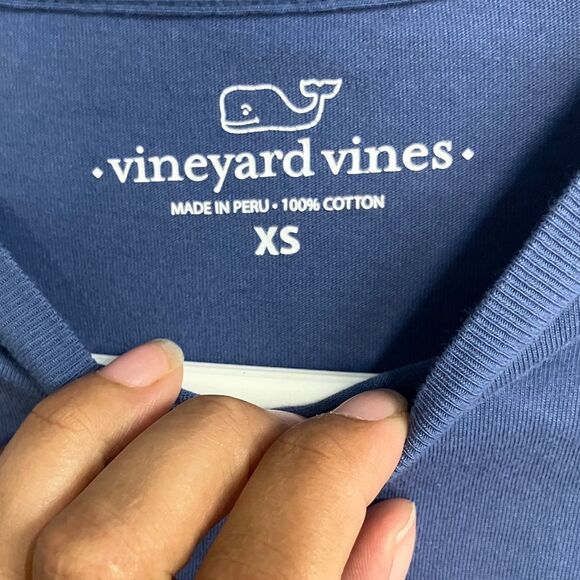 • vineyard vines •
MADE IN PERU • 100% COTTON
XS